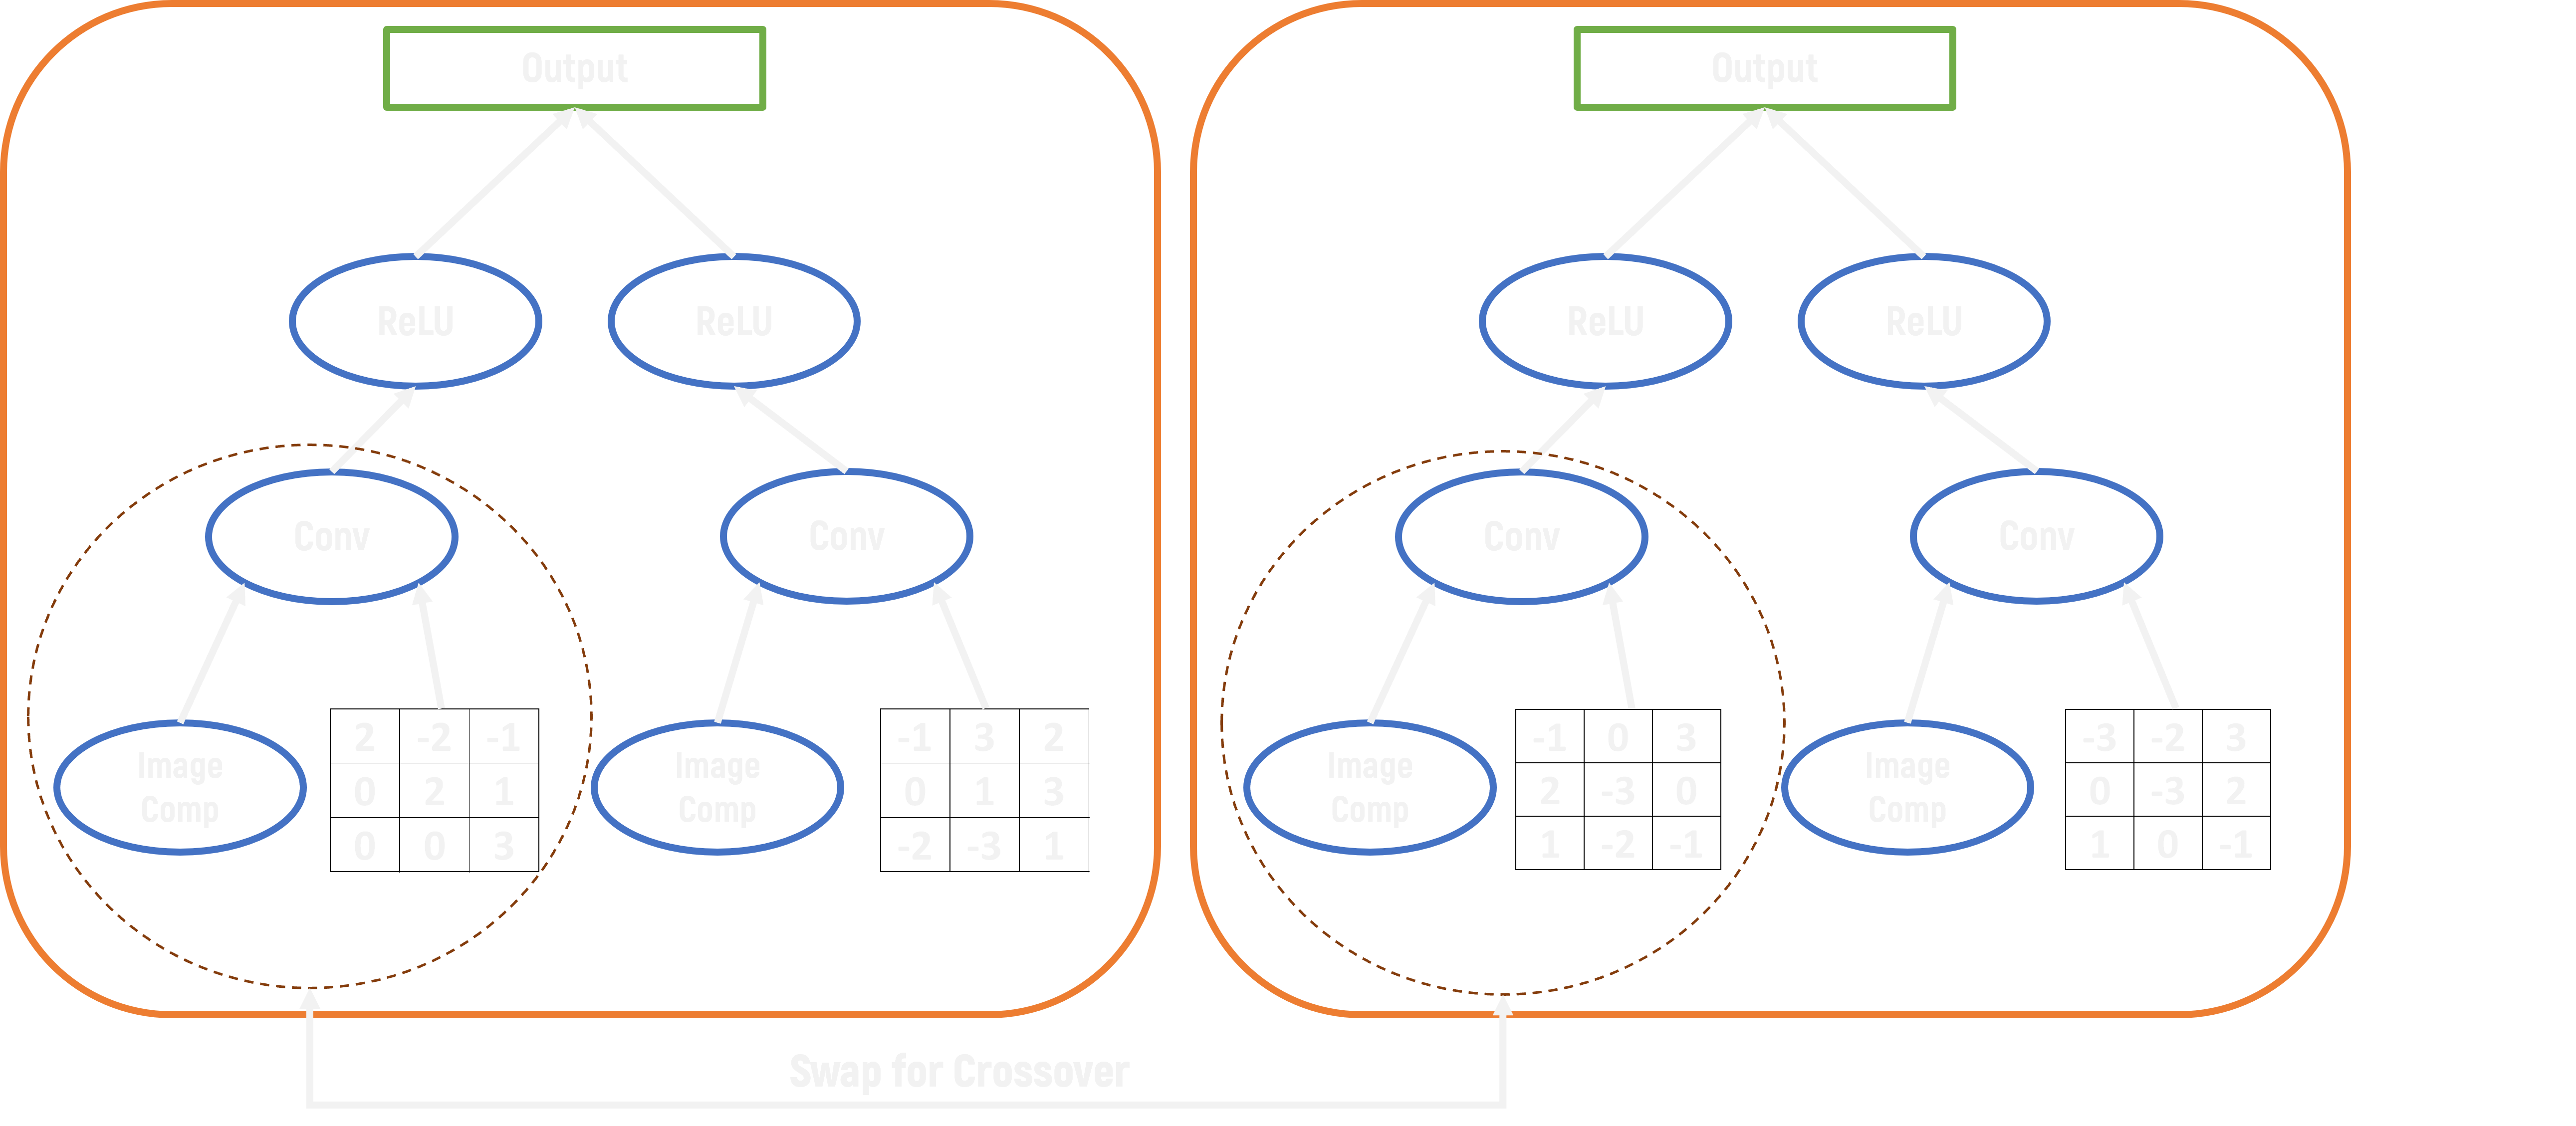 Output
Output
ReLU
ReLU
ReLU
ReLU
Conv
Conv
Conv
Conv
Image
Comp
2 -2 -1
0 2 1
0 0 3
Image
Comp
-1 3 2
0 1 3
-2 -3 1
Image
Comp
-1 0 3
2 -3 0
1 -2 -1
Image
Comp
-3 -2 3
0 -3 2
1 0 -1
Swap for Crossover